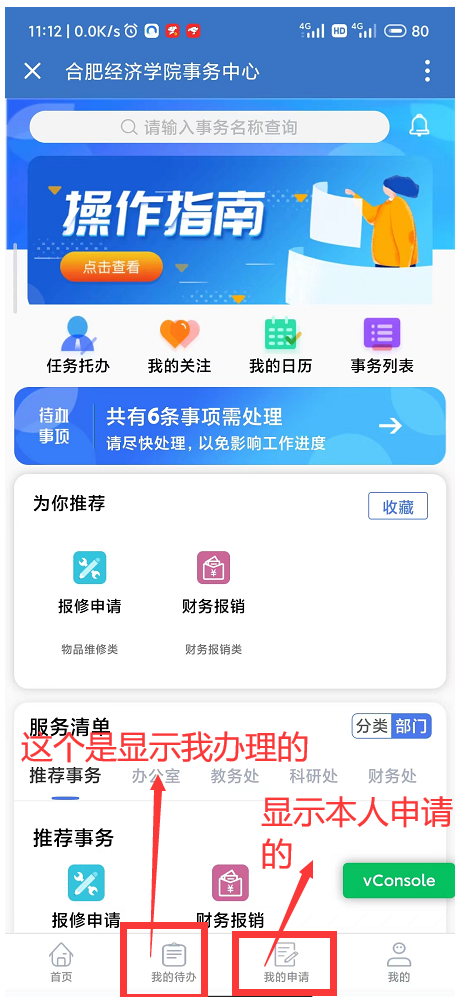 11:12 | 0.0K/s
4G HD 4G 80
合肥经济学院事务中心
请输入事务名称查询
操作指南
点击查看
任务托办 我的关注 我的日历 事务列表
待办
事项
共有6条事项需处理
请尽快处理，以免影响工作进度
为你推荐 收藏
报修申请 财务报销
物品维修类 财务报销类
服务清单 分类 部门
这个是显示我办理的
推荐事务 办公室 教务处 科研处 财务处
显示本人申请
的
推荐事务
vConsole
报修申请 财务报销
首页 我的待办 我的申请 我的